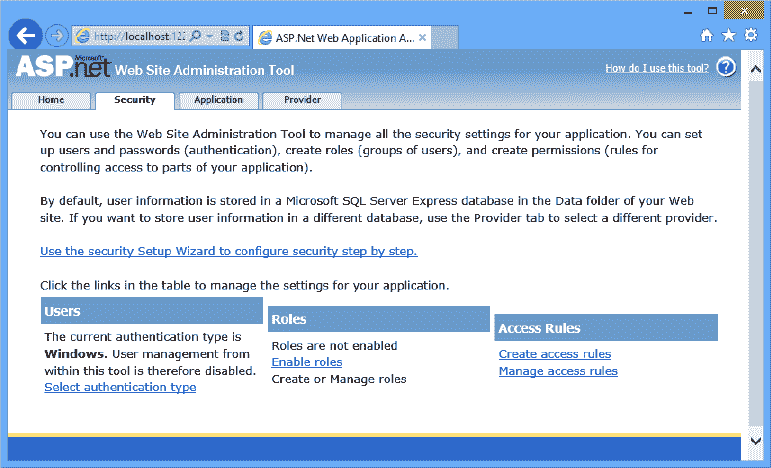 http://localhost:122
ASP.Net Web Application A...
Microsoft
ASP.net Web Site Administration Tool
How do I use this tool? ?
Home Security Application Provider
You can use the Web Site Administration Tool to manage all the security settings for your application. You can set
up users and passwords (authentication), create roles (groups of users), and create permissions (rules for
controlling access to parts of your application).
By default, user information is stored in a Microsoft SQL Server Express database in the Data folder of your Web
site. If you want to store user information in a different database, use the Provider tab to select a different provider.
Use the security Setup Wizard to configure security step by step.
Click the links in the table to manage the settings for your application.
Users
The current authentication type is
Windows. User management from
within this tool is therefore disabled.
Select authentication type
Roles
Roles are not enabled
Enable roles
Create or Manage roles
Access Rules
Create access rules
Manage access rules